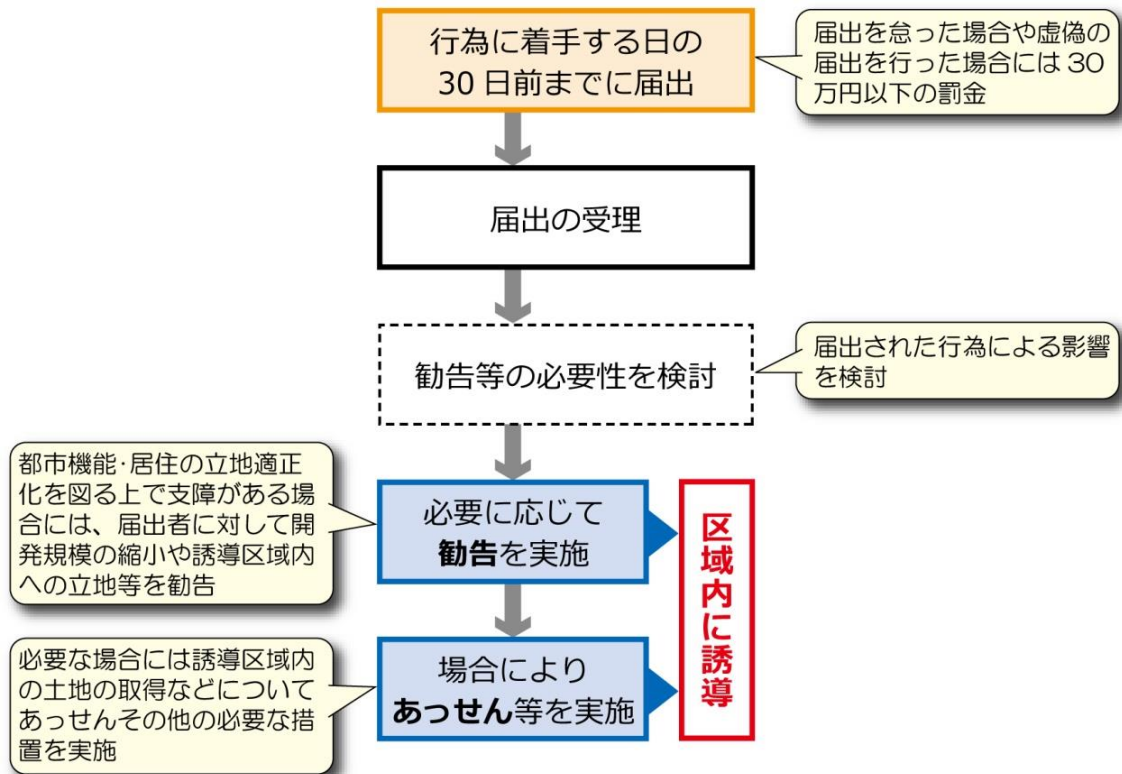 行為に着手する日の
30日前までに届出
届出を怠った場合や虚偽の
届出を行った場合には30
万円以下の罰金
届出の受理
勧告等の必要性を検討
届出された行為による影響
を検討
都市機能・居住の立地適正
化を図る上で支障がある場
合には、届出者に対して開
発規模の縮小や誘導区域内
への立地等を勧告
必要に応じて
勧告を実施
区域内に誘導
必要な場合には誘導区域内
の土地の取得などについて
あっせんその他の必要な措
置を実施
場合により
あっせん等を実施